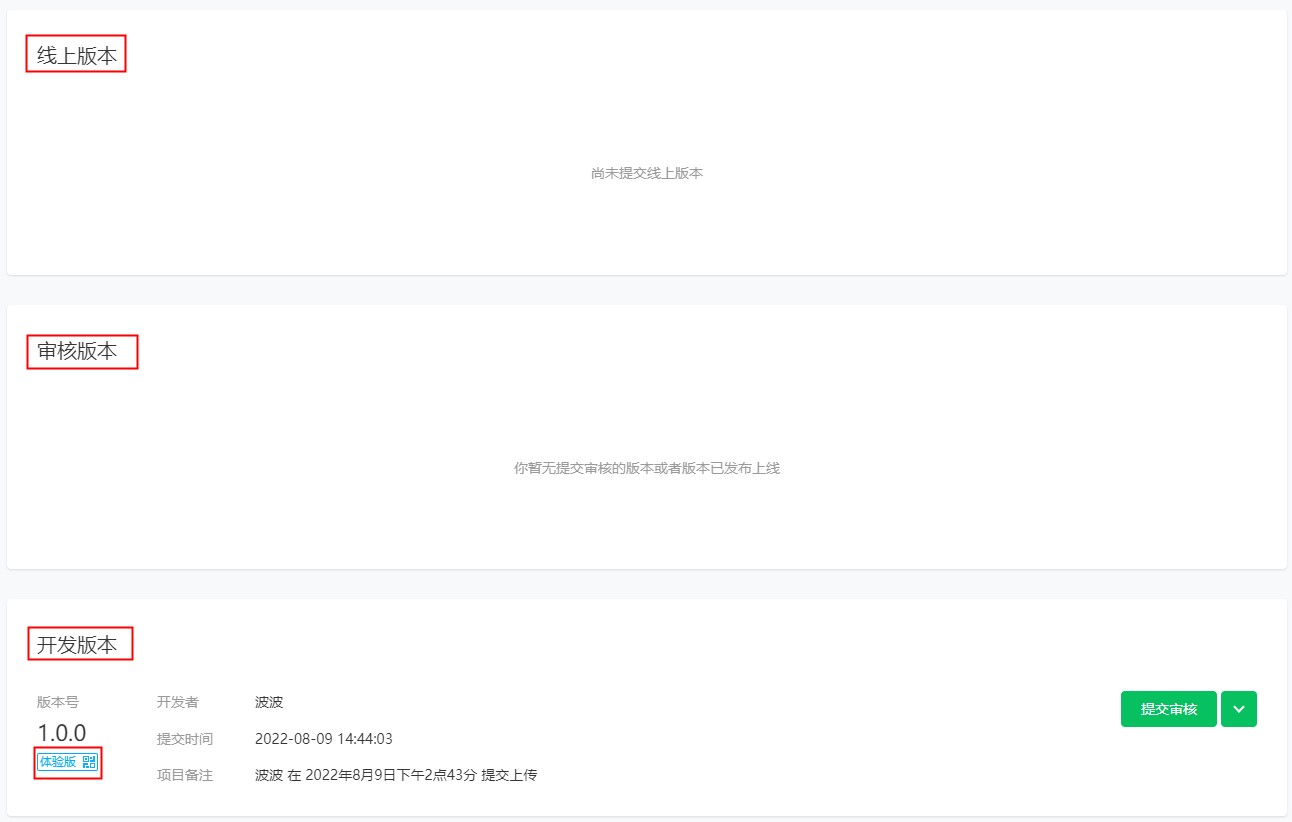 线上版本
尚未提交线上版本
审核版本
你暂无提交审核的版本或者版本已发布上线
开发版本
版本号
1.0.0
体验版
开发者 波波
提交时间 2022-08-09 14:44:03
项目备注 波波 在 2022年8月9日下午2点43分 提交上传
提交审核